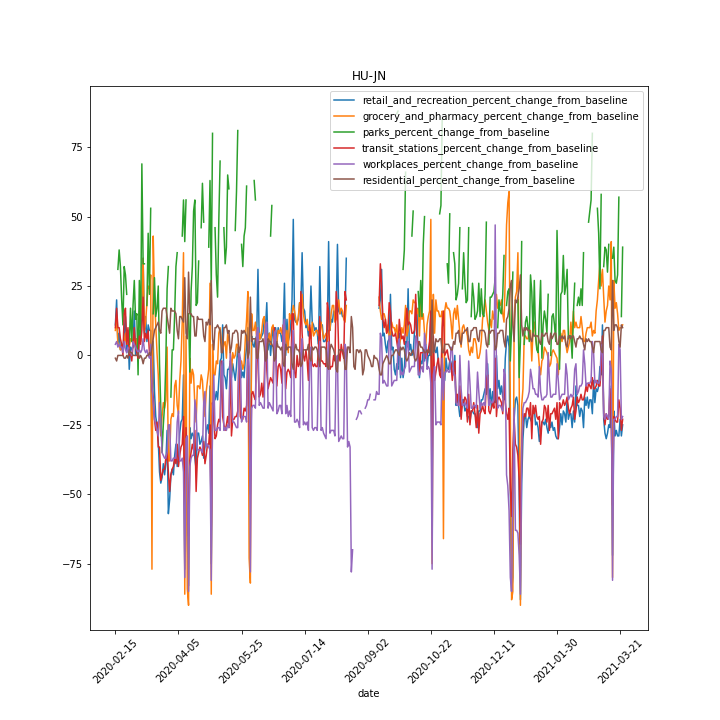 HU-JN
retail_and_recreation_percent_change_from_baseline
grocery_and_pharmacy_percent_change_from_baseline
parks_percent_change_from_baseline
transit_stations_percent_change_from_baseline
workplaces_percent_change_from_baseline
residential_percent_change_from_baseline
75
50
25
0
−25
−50
−75
2020-02-15
2020-04-05
2020-05-25
2020-07-14
2020-09-02
2020-10-22
2020-12-11
2021-01-30
2021-03-21
date